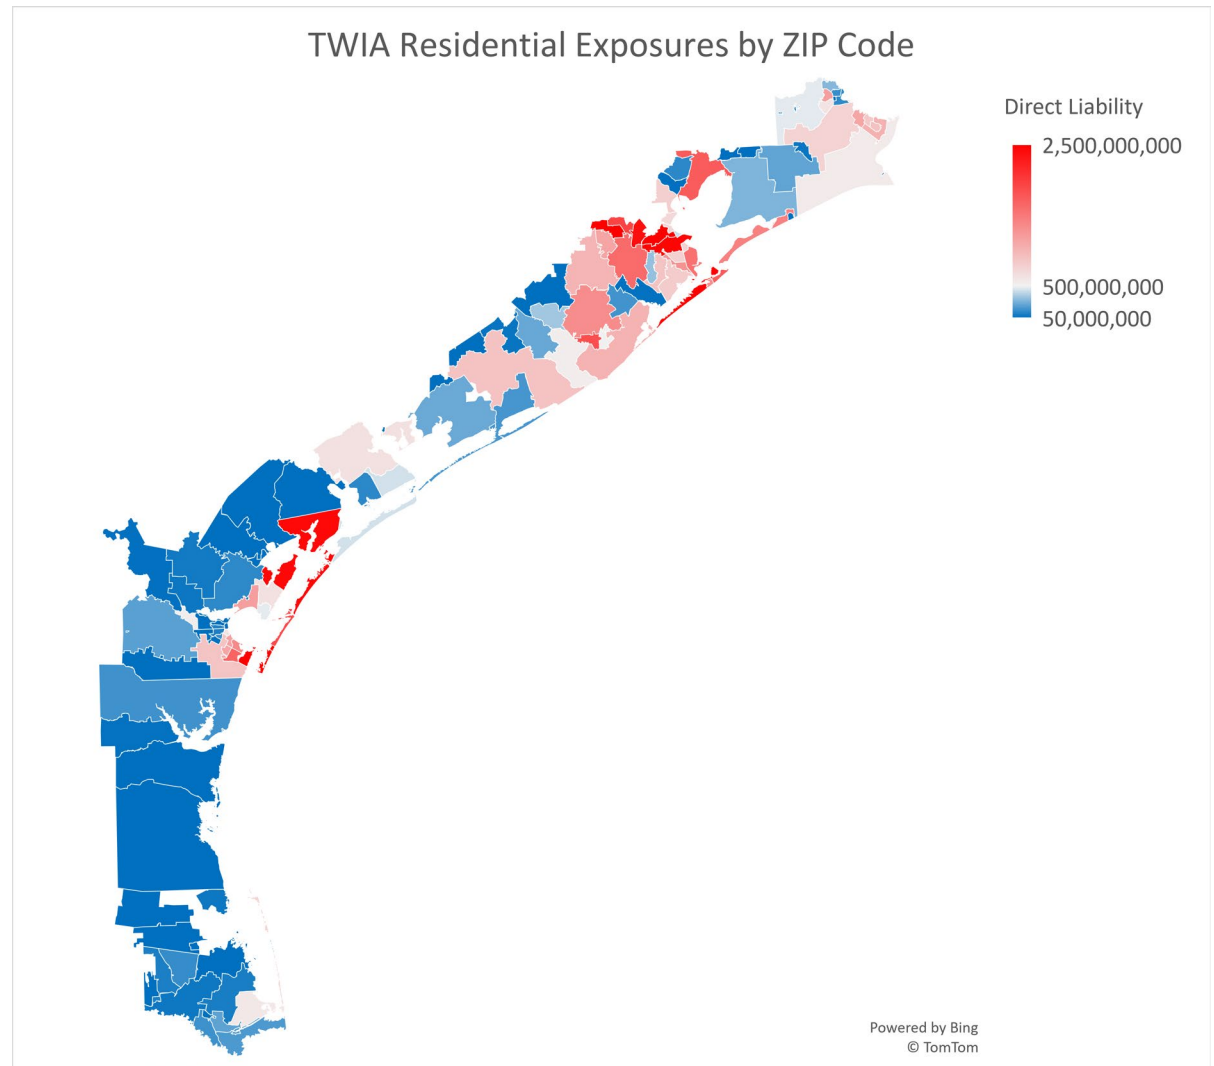 TWIA Residential Exposures by ZIP Code
Direct Liability
2,500,000,000
500,000,000
50,000,000
Powered by Bing
© TomTom